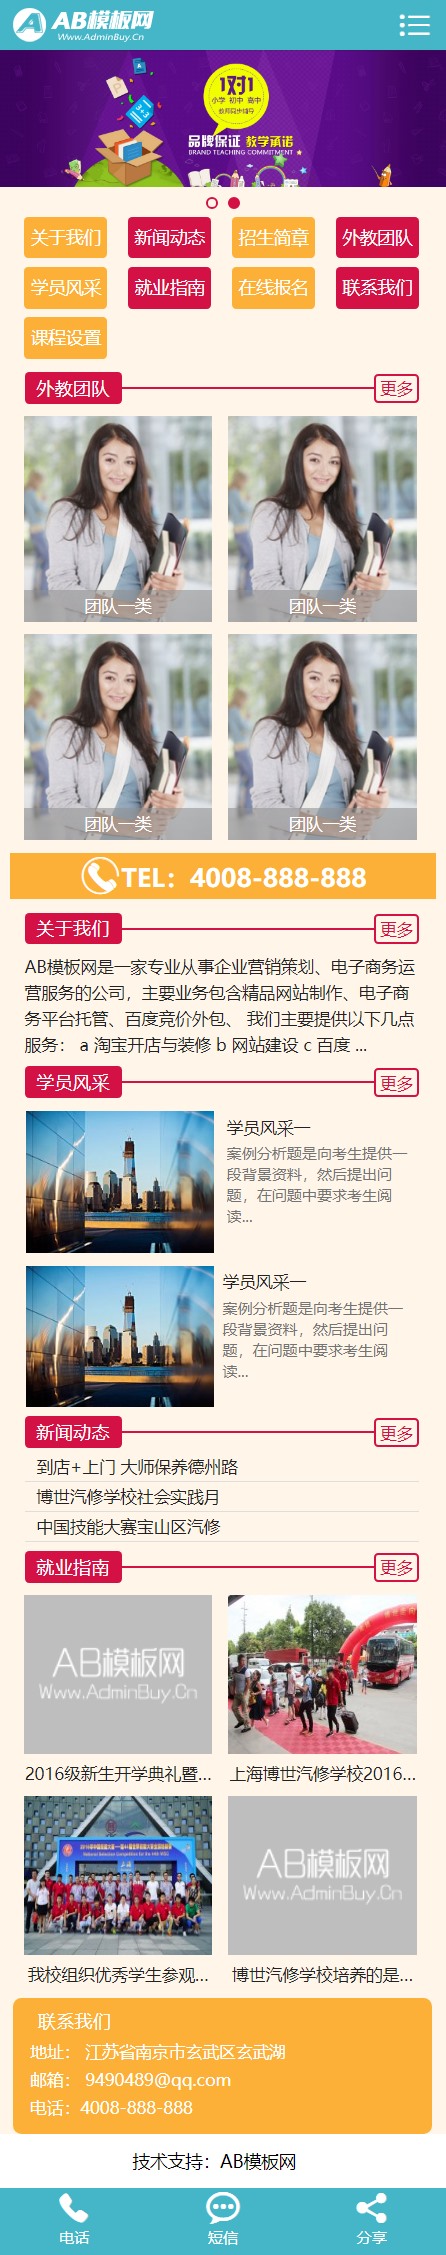 AB模板网
Www.AdminBuy.Cn
1对1
小学 初中 高中
教师同步辅导
品牌保证 教学承诺
BRAND TEACHING COMMITMENT
关于我们 新闻动态 招生简章 外教团队
学员风采 就业指南 在线报名 联系我们
课程设置
外教团队 更多
团队一类 团队一类
团队一类 团队一类
TEL：4008-888-888
关于我们 更多
AB模板网是一家专业从事企业营销策划、电子商务运
营服务的公司，主要业务包含精品网站制作、电子商
务平台托管、百度竞价外包、 我们主要提供以下几点
服务： a 淘宝开店与装修 b 网站建设 c 百度 ...
学员风采 更多
学员风采一
案例分析题是向考生提供一
段背景资料，然后提出问
题，在问题中要求考生阅
读...
学员风采一
案例分析题是向考生提供一
段背景资料，然后提出问
题，在问题中要求考生阅
读...
新闻动态 更多
到店+上门 大师保养德州路
博世汽修学校社会实践月
中国技能大赛宝山区汽修
就业指南 更多
AB模板网
Www.AdminBuy.Cn
2016级新生开学典礼暨... 上海博世汽修学校2016...
AB模板网
Www.AdminBuy.Cn
我校组织优秀学生参观... 博世汽修学校培养的是...
联系我们
地址： 江苏省南京市玄武区玄武湖
邮箱： 9490489@qq.com
电话：4008-888-888
技术支持：AB模板网
电话 短信 分享